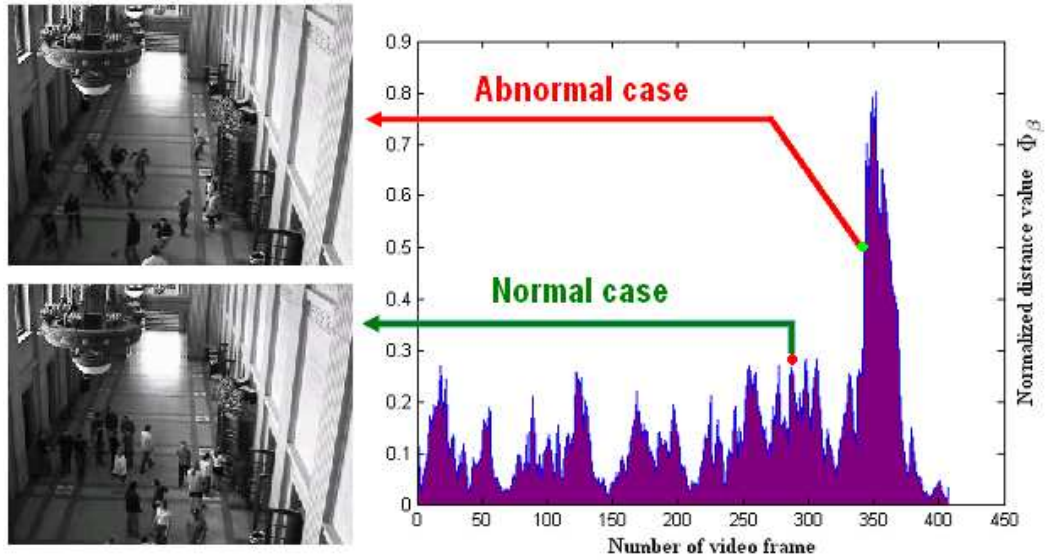 Abnormal case
Normal case
0.9
0.8
0.7
0.6
0.5
0.4
0.3
0.2
0.1
0
0 50 100 150 200 250 300 350 400 450
Number of video frame
Normalized distance value Φβ